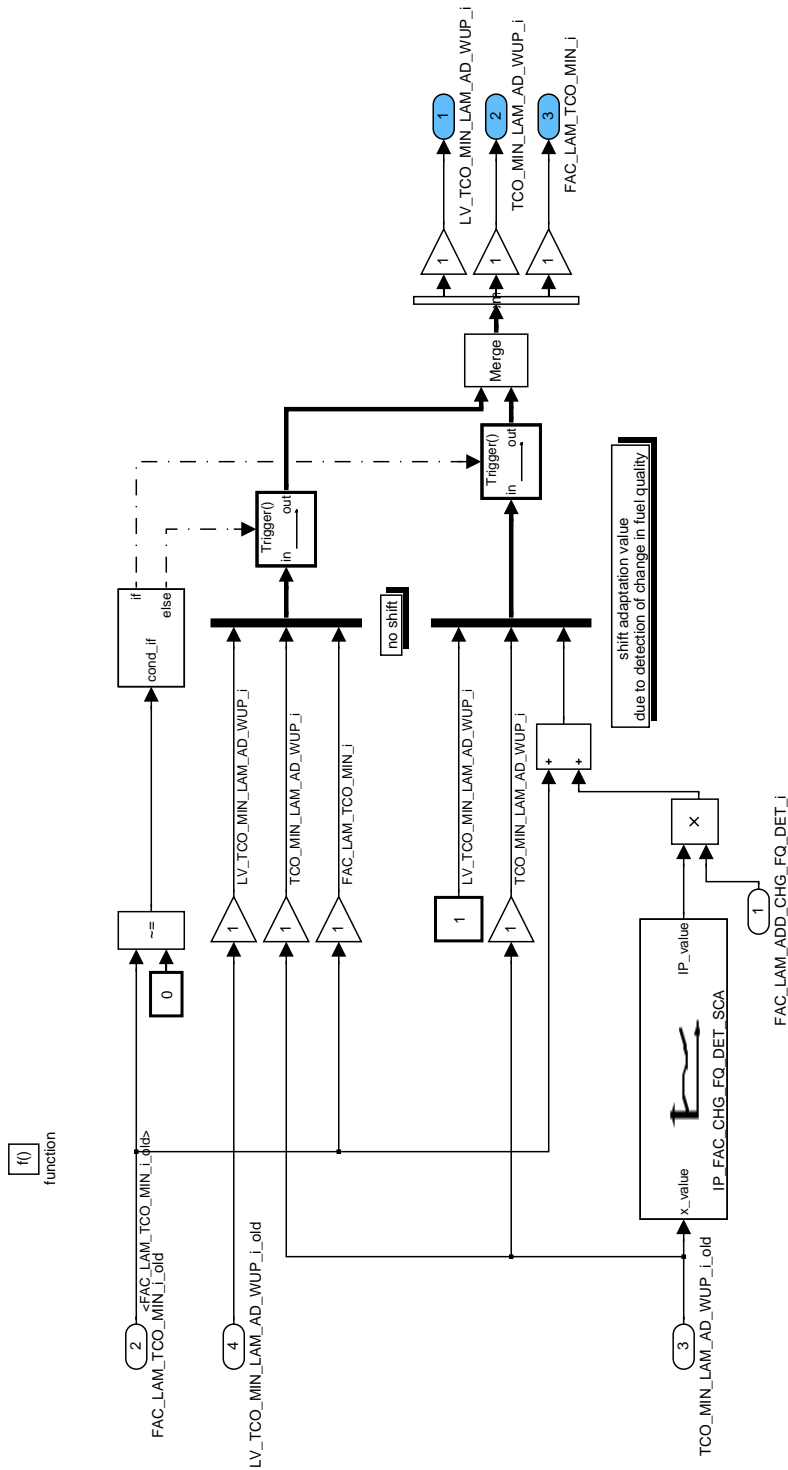 f()
function
2
<FAC_LAM_TCO_MIN_i_old>
FAC_LAM_TCO_MIN_i_old
~=
0
cond_if
if
else
4
LV_TCO_MIN_LAM_AD_WUP_i_old
1
LV_TCO_MIN_LAM_AD_WUP_i
1
TCO_MIN_LAM_AD_WUP_i
1
FAC_LAM_TCO_MIN_i
Trigger()
in
out
no shift
1
LV_TCO_MIN_LAM_AD_WUP_i
1
TCO_MIN_LAM_AD_WUP_i
Trigger()
in
out
Merge
1
1
LV_TCO_MIN_LAM_AD_WUP_i
1
2
TCO_MIN_LAM_AD_WUP_i
1
3
FAC_LAM_TCO_MIN_i
+
+
shift adaptation value
due to detection of change in fuel quality
3
TCO_MIN_LAM_AD_WUP_i_old
x_value
IP_value
IP_FAC_CHG_FQ_DET_SCA
×
1
FAC_LAM_ADD_CHG_FQ_DET_i